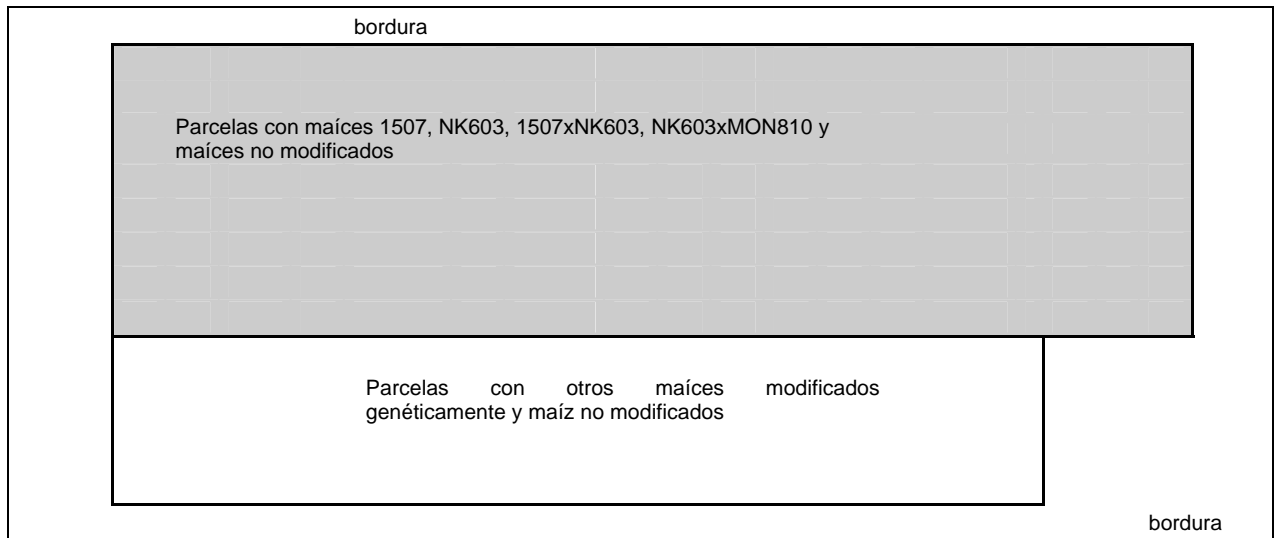 bordura
Parcelas con maíces 1507, NK603, 1507xNK603, NK603xMON810 y
maíces no modificados
Parcelas con otros maíces modificados
genéticamente y maíz no modificados
bordura